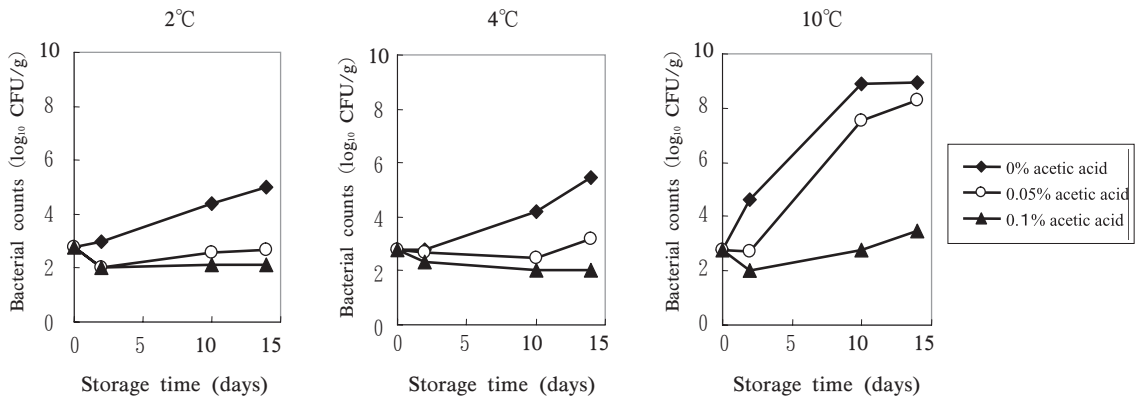 2℃
10
8
6
4
2
0
0 5 10 15
Bacterial counts (log₁₀ CFU/g)
Storage time (days)
4℃
10
8
6
4
2
0
0 5 10 15
Bacterial counts (log₁₀ CFU/g)
Storage time (days)
10℃
10
8
6
4
2
0
0 5 10 15
Bacterial counts (log₁₀ CFU/g)
Storage time (days)
0% acetic acid
0.05% acetic acid
0.1% acetic acid